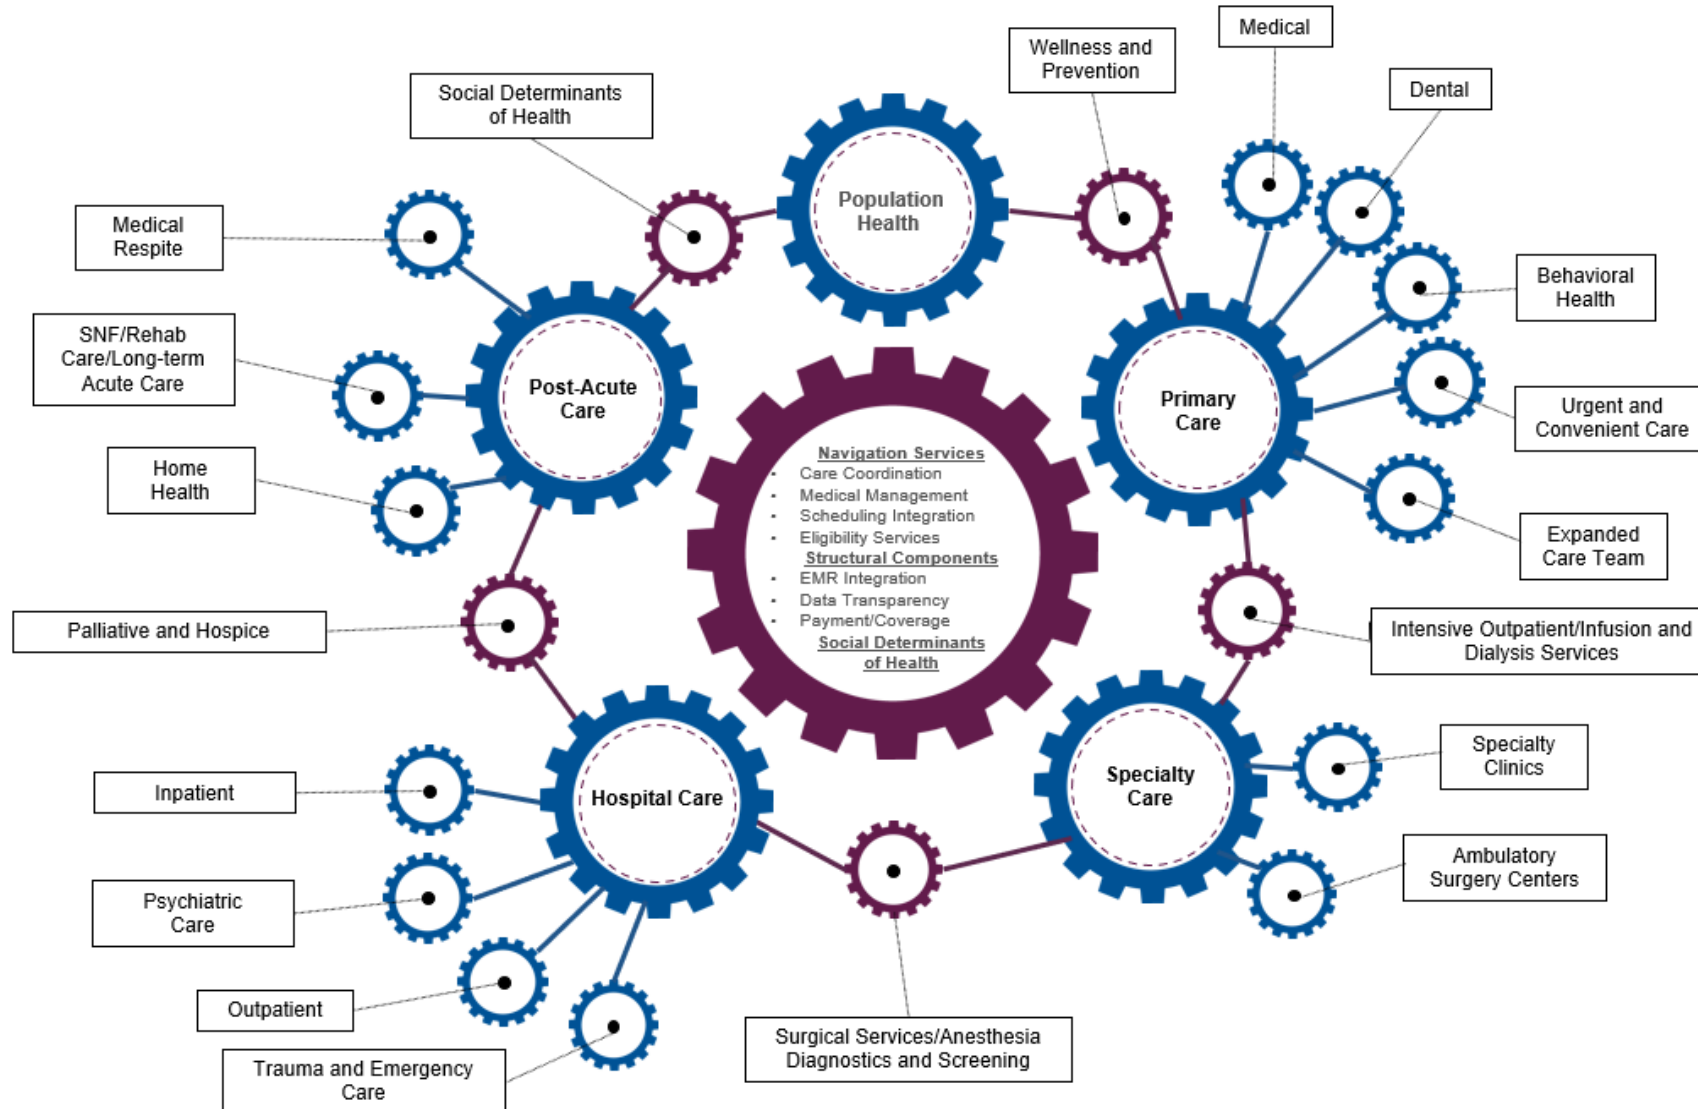 Medical
Wellness and
Prevention
Social Determinants
of Health
Dental
Population
Health
Medical
Respite
Behavioral
Health
SNF/Rehab
Care/Long-term
Acute Care
Post-Acute
Care
Primary
Care
Urgent and
Convenient Care
Home
Health
Navigation Services
▪ Care Coordination
▪ Medical Management
▪ Scheduling Integration
▪ Eligibility Services
Structural Components
▪ EMR Integration
▪ Data Transparency
▪ Payment/Coverage
Social Determinants
of Health
Expanded
Care Team
Palliative and Hospice
Intensive Outpatient/Infusion and
Dialysis Services
Inpatient
Hospital Care
Specialty
Care
Specialty
Clinics
Psychiatric
Care
Ambulatory
Surgery Centers
Outpatient
Trauma and Emergency
Care
Surgical Services/Anesthesia
Diagnostics and Screening